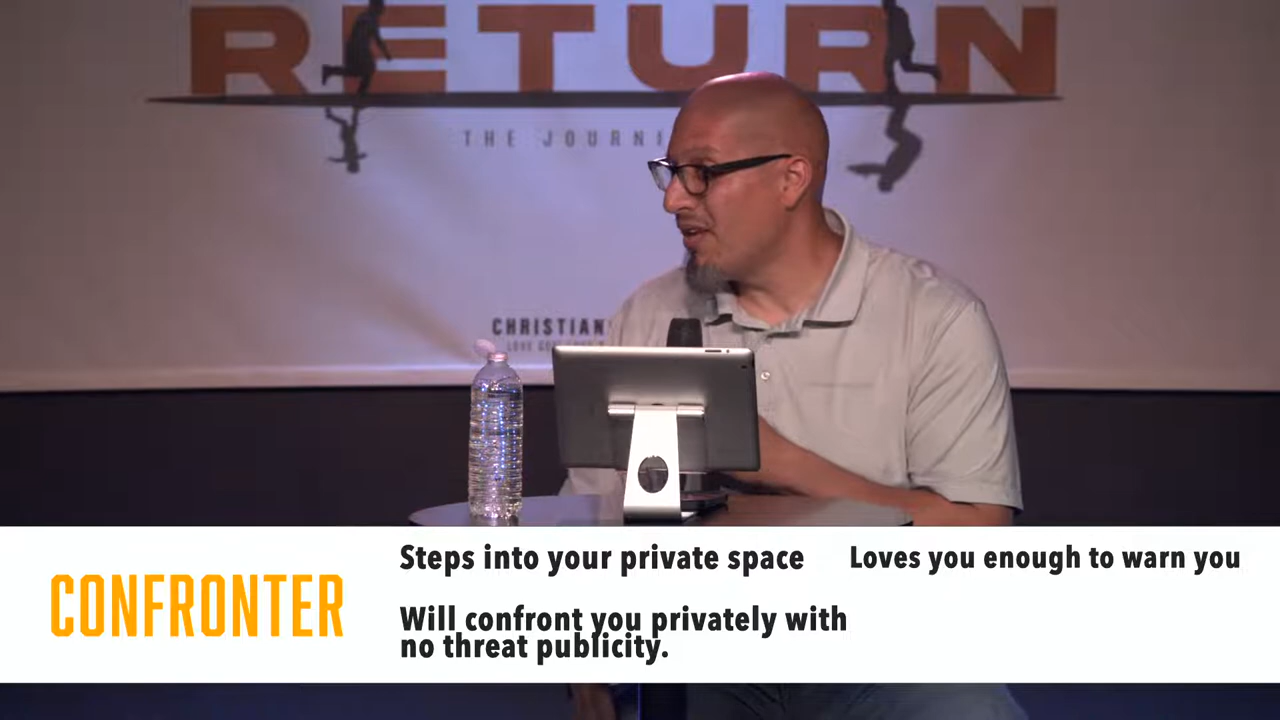 RETURN
THE JOURN
CHRISTIAN
CONFRONTER
Steps into your private space
Loves you enough to warn you
Will confront you privately with
no threat publicity.